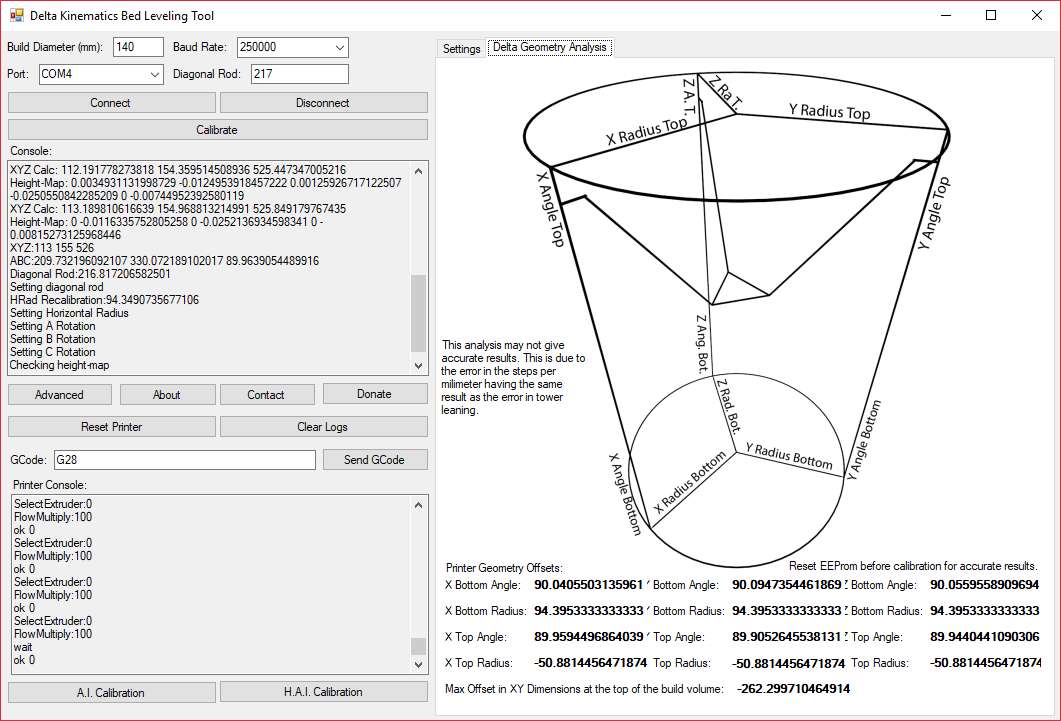 Delta Kinematics Bed Leveling Tool
Build Diameter (mm): 140 Baud Rate: 250000
Port: COM4 Diagonal Rod: 217
Connect Disconnect
Calibrate
Console:
XYZ Calc: 112.191778273818 154.359514508936 525.447347005216
Height-Map: 0.0034931131998729 -0.0124953918457222 0.00125926717122507
-0.0250550842285209 0 -0.00744952392580119
XYZ Calc: 113.189810616639 154.968813214991 525.849179767435
Height-Map: 0 -0.0116335752805258 0 -0.0252136934598341 0 -
0.00815273125968446
XYZ:113 155 526
ABC:209.732196092107 330.072189102017 89.9639054489916
Diagonal Rod:216.817206582501
Setting diagonal rod
HRad Recalibration:94.3490735677106
Setting Horizontal Radius
Setting A Rotation
Setting B Rotation
Setting C Rotation
Checking height-map
Advanced About Contact Donate
Reset Printer Clear Logs
GCode: G28 Send GCode
Printer Console:
SelectExtruder:0
FlowMultiply:100
ok 0
SelectExtruder:0
FlowMultiply:100
ok 0
SelectExtruder:0
FlowMultiply:100
ok 0
SelectExtruder:0
FlowMultiply:100
wait
ok 0
A.I. Calibration H.A.I. Calibration
Settings Delta Geometry Analysis
Z A. T.
Z Ra T.
X Radius Top
Y Radius Top
X Angle Top
Y Angle Top
Z Ang. Bot.
This analysis may not give
accurate results. This is due to
the error in the steps per
milimeter having the same
result as the error in tower
leaning.
Z Rad. Bot.
X Angle Bottom
X Radius Bottom
Y Radius Bottom
Y Angle Bottom
Printer Geometry Offsets: Reset EEProm before calibration for accurate results.
X Bottom Angle: 90.0405503135961 Bottom Angle: 90.0947354461869 Bottom Angle: 90.0559558909694
X Bottom Radius: 94.3953333333333 Bottom Radius: 94.3953333333333 Bottom Radius: 94.3953333333333
X Top Angle: 89.9594496864039 Top Angle: 89.9052645538131 Top Angle: 89.9440441090306
X Top Radius: -50.8814456471874 Top Radius: -50.8814456471874 Top Radius: -50.8814456471874
Max Offset in XY Dimensions at the top of the build volume: -262.299710464914